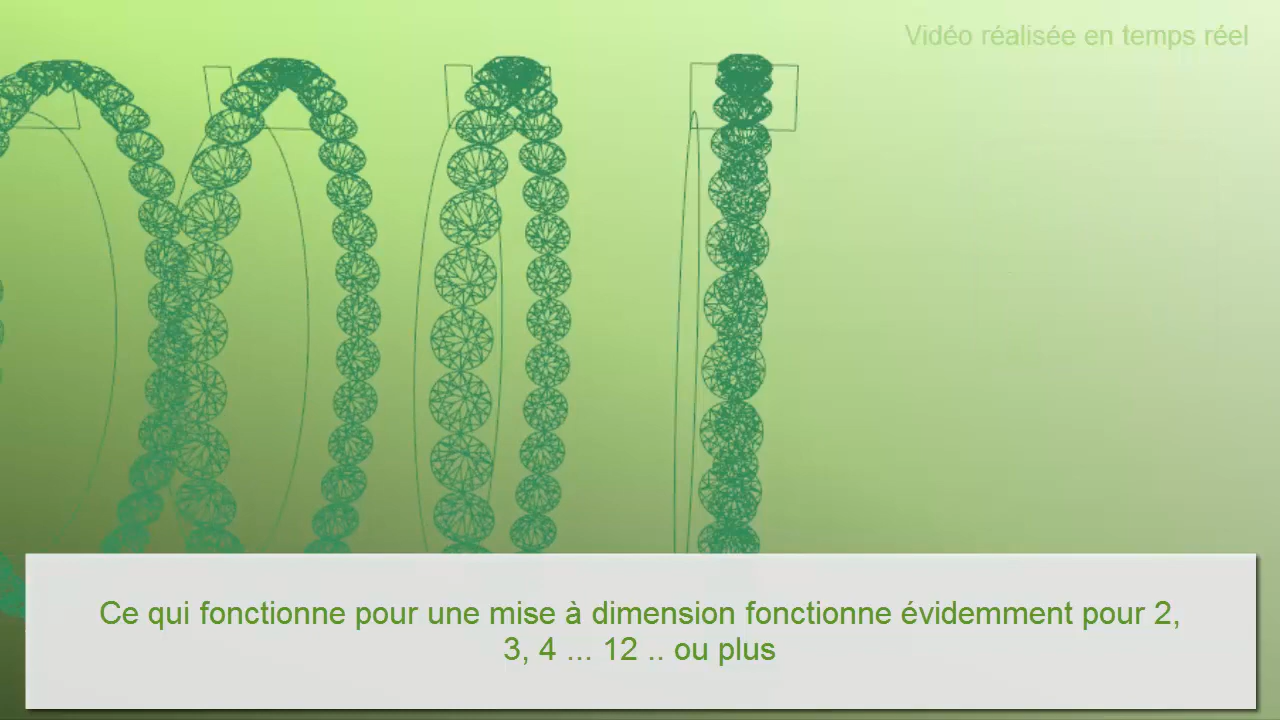 Vidéo réalisée en temps réel
Ce qui fonctionne pour une mise à dimension fonctionne évidemment pour 2,
3, 4 ... 12 .. ou plus